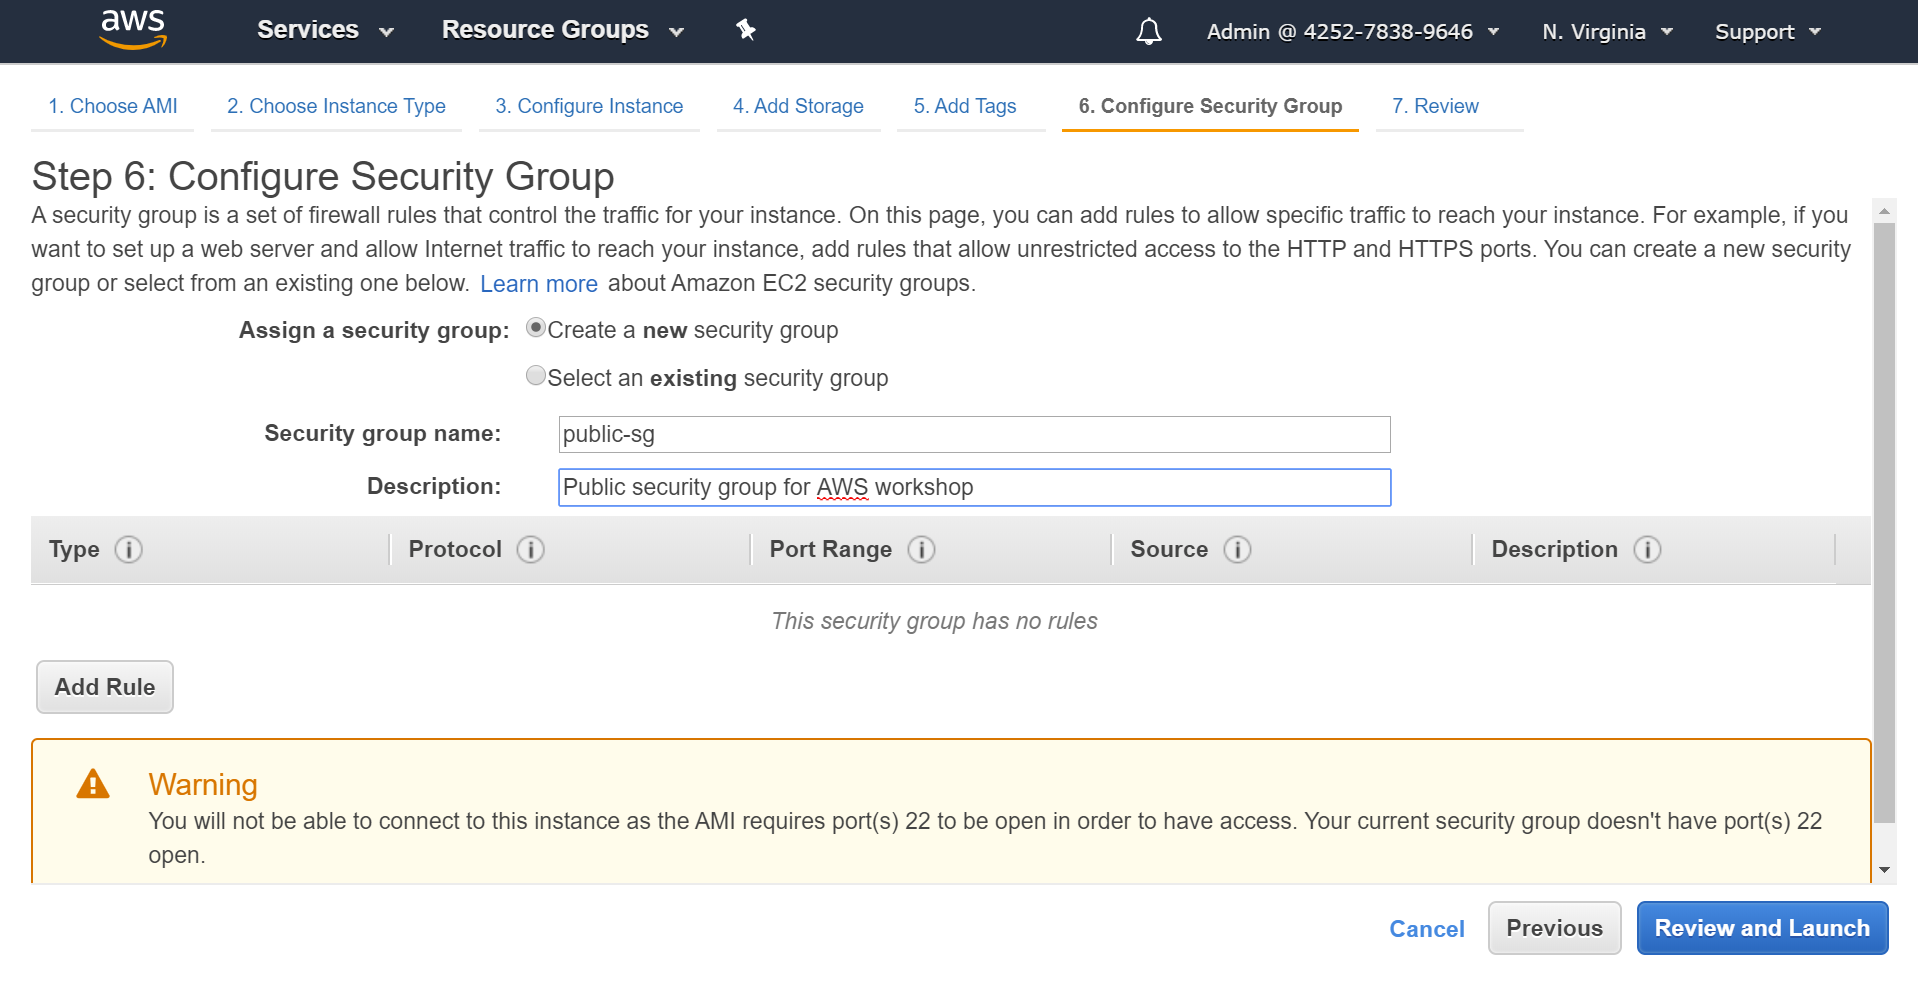 aws Services Resource Groups Admin @ 4252-7838-9646 N. Virginia Support
1. Choose AMI 2. Choose Instance Type 3. Configure Instance 4. Add Storage 5. Add Tags 6. Configure Security Group 7. Review
Step 6: Configure Security Group
A security group is a set of firewall rules that control the traffic for your instance. On this page, you can add rules to allow specific traffic to reach your instance. For example, if you
want to set up a web server and allow Internet traffic to reach your instance, add rules that allow unrestricted access to the HTTP and HTTPS ports. You can create a new security
group or select from an existing one below. Learn more about Amazon EC2 security groups.
Assign a security group: Create a new security group
Select an existing security group
Security group name: public-sg
Description: Public security group for AWS workshop
Type i Protocol i Port Range i Source i Description i
This security group has no rules
Add Rule
Warning
You will not be able to connect to this instance as the AMI requires port(s) 22 to be open in order to have access. Your current security group doesn't have port(s) 22
open.
Cancel Previous Review and Launch